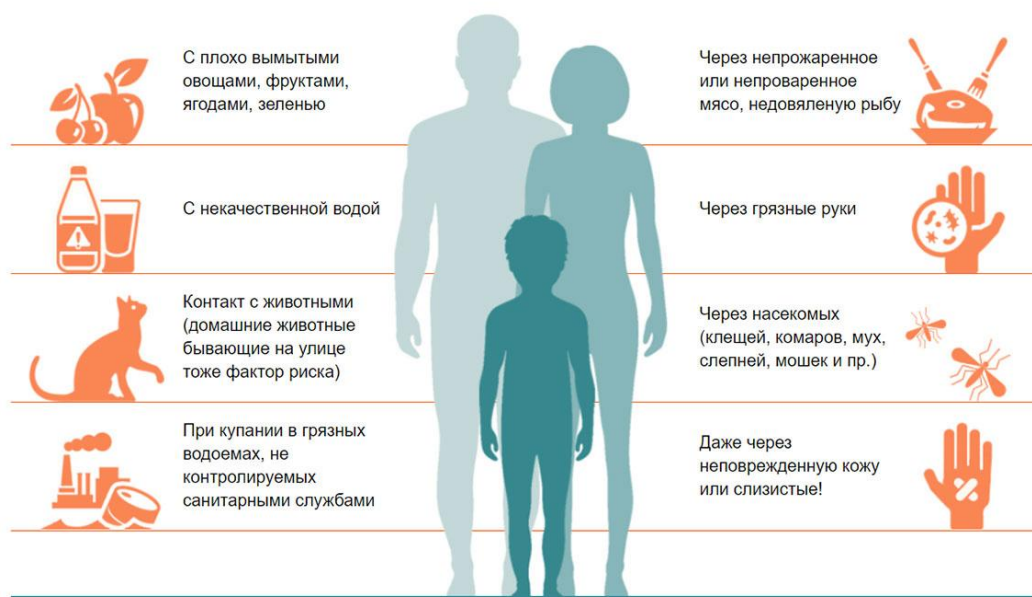 С плохо вымытыми
овощами, фруктами,
ягодами, зеленью
Через непрожаренное
или непроваренное
мясо, недовяленую рыбу
С некачественной водой
Через грязные руки
Контакт с животными
(домашние животные
бывающие на улице
тоже фактор риска)
Через насекомых
(клещей, комаров, мух,
слепней, мошек и пр.)
При купании в грязных
водоемах, не
контролируемых
санитарными службами
Даже через
неповрежденную кожу
или слизистые!